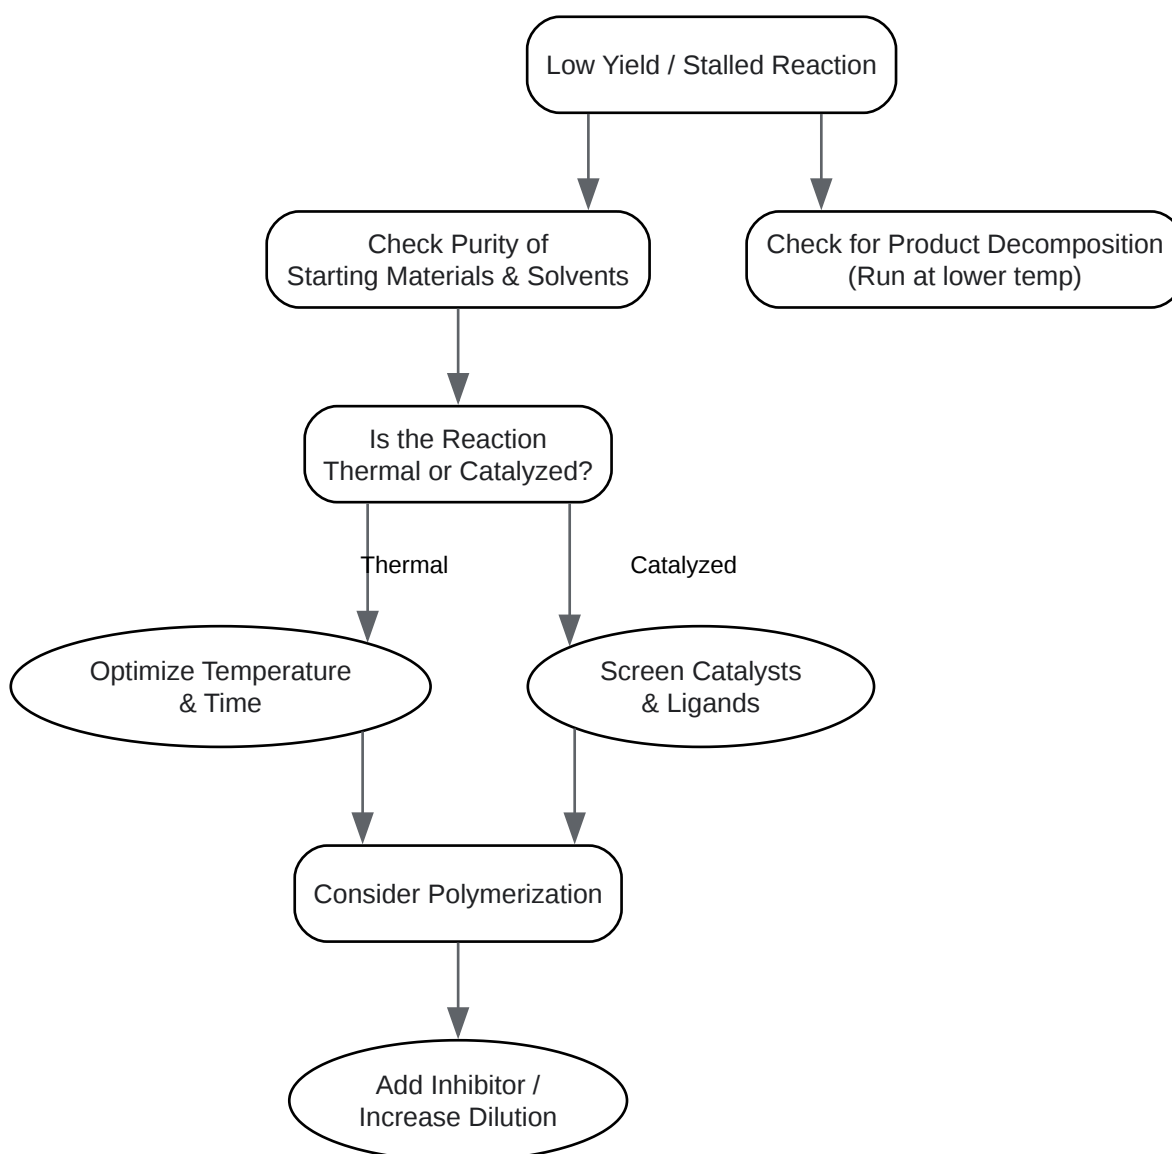 Low Yield / Stalled Reaction
Check Purity of
Starting Materials & Solvents
Check for Product Decomposition
(Run at lower temp)
Is the Reaction
Thermal or Catalyzed?
Thermal
Catalyzed
Optimize Temperature
& Time
Screen Catalysts
& Ligands
Consider Polymerization
Add Inhibitor /
Increase Dilution